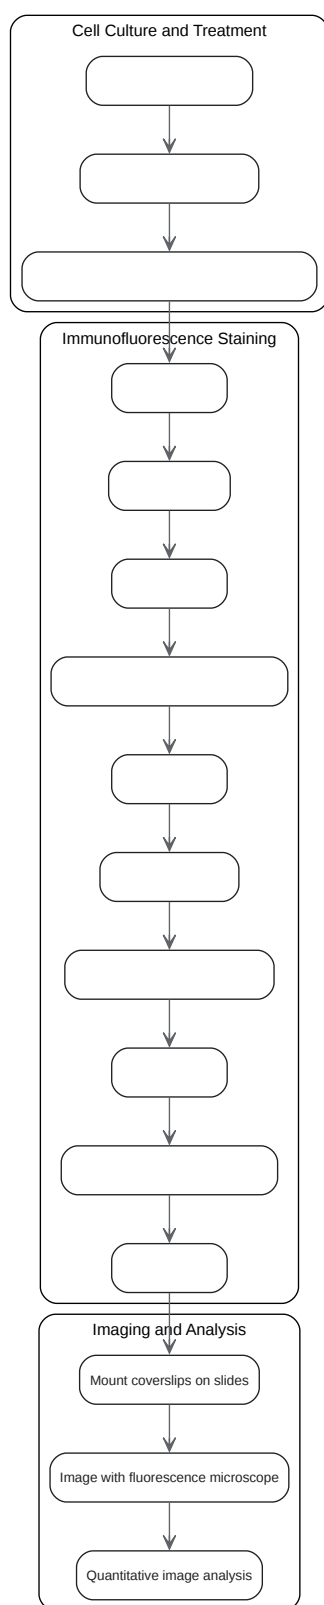 Cell Culture and Treatment
Immunofluorescence Staining
Imaging and Analysis
Mount coverslips on slides
Image with fluorescence microscope
Quantitative image analysis